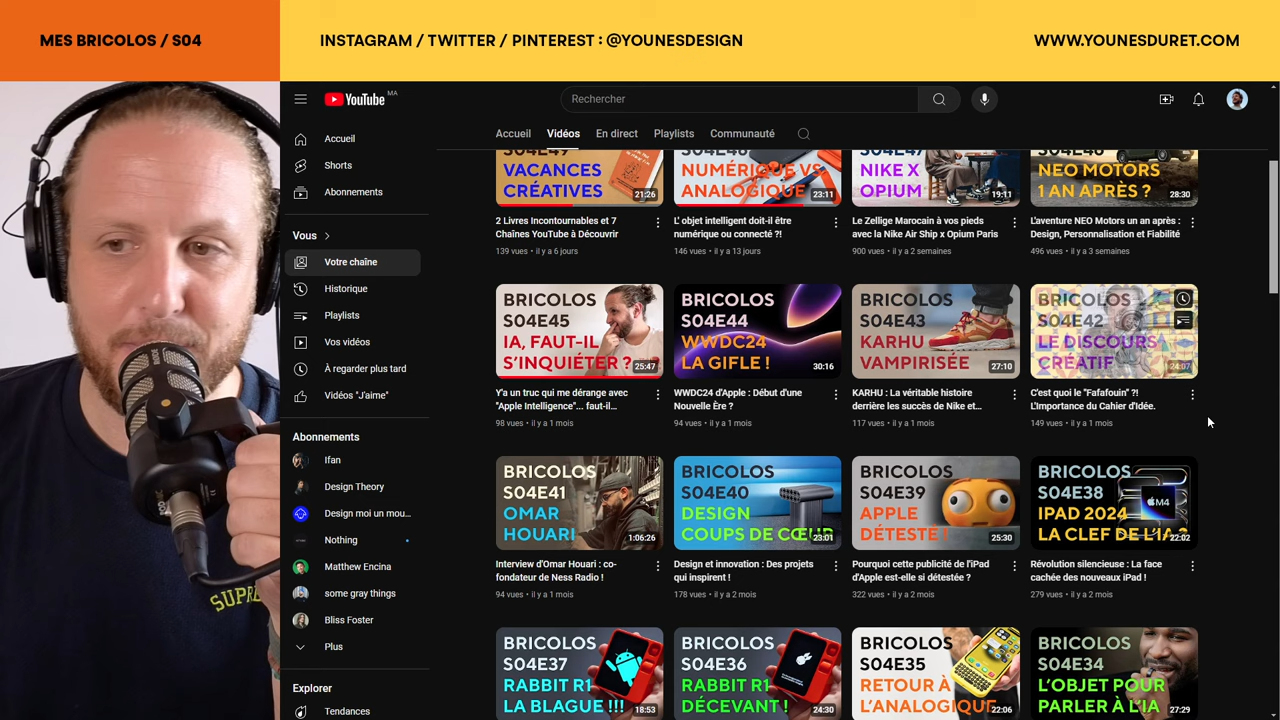 MES BRICOLOS / S04
INSTAGRAM / TWITTER / PINTEREST : @YOUNESDESIGN
WWW.YOUNESDURET.COM
YouTube MA
Rechercher
Accueil
Vidéos
En direct
Playlists
Communauté
Accueil
Shorts
Abonnements
Vous
Votre chaîne
Historique
Playlists
Vos vidéos
À regarder plus tard
Vidéos "J'aime"
Abonnements
Ifan
Design Theory
Design moi un mou...
Nothing
Matthew Encina
some gray things
Bliss Foster
Plus
Explorer
Tendances
VACANCES
CRÉATIVES
21:26
2 Livres Incontournables et 7
Chaînes YouTube à Découvrir
139 vues • il y a 6 jours
NUMÉRIQUE VS
ANALOGIQUE
23:11
L' objet intelligent doit-il être
numérique ou connecté ?!
146 vues • il y a 13 jours
NIKE X
OPIUM
19:11
Le Zellige Marocain à vos pieds
avec la Nike Air Ship x Opium Paris
900 vues • il y a 2 semaines
NEO MOTORS
1 AN APRÈS ?
28:30
L'aventure NEO Motors un an après :
Design, Personnalisation et Fiabilité
496 vues • il y a 3 semaines
BRICOLOS
S04E45
IA, FAUT-IL
S'INQUIÉTER ?
25:47
Y'a un truc qui me dérange avec
"Apple Intelligence"... faut-il...
98 vues • il y a 1 mois
BRICOLOS
S04E44
WWDC24
LA GIFLE !
30:16
WWDC24 d'Apple : Début d'une
Nouvelle Ère ?
94 vues • il y a 1 mois
BRICOLOS
S04E43
KARHU
VAMPIRISÉE
27:10
KARHU : La véritable histoire
derrière les succès de Nike et...
117 vues • il y a 1 mois
BRICOLOS
S04E42
LE DISCOURS
CRÉATIF
24:07
C'est quoi le "Fafafouin" ?!
L'Importance du Cahier d'Idée.
149 vues • il y a 1 mois
BRICOLOS
S04E41
OMAR
HOUARI
1:06:26
Interview d'Omar Houari : co-
fondateur de Ness Radio !
94 vues • il y a 1 mois
BRICOLOS
S04E40
DESIGN
COUPS DE CŒUR
23:01
Design et innovation : Des projets
qui inspirent !
178 vues • il y a 2 mois
BRICOLOS
S04E39
APPLE
DÉTESTÉ !
25:30
Pourquoi cette publicité de l'iPad
d'Apple est-elle si détestée ?
322 vues • il y a 2 mois
BRICOLOS
S04E38
IPAD 2024
LA CLEF DE L'IA ?
M4
22:02
Révolution silencieuse : La face
cachée des nouveaux iPad !
279 vues • il y a 2 mois
BRICOLOS
S04E37
RABBIT R1
LA BLAGUE !!!
18:53
BRICOLOS
S04E36
RABBIT R1
DÉCEVANT !
24:30
BRICOLOS
S04E35
RETOUR À
L'ANALOGIQUE
22:06
BRICOLOS
S04E34
L'OBJET POUR
PARLER À L'IA
27:29
RODE